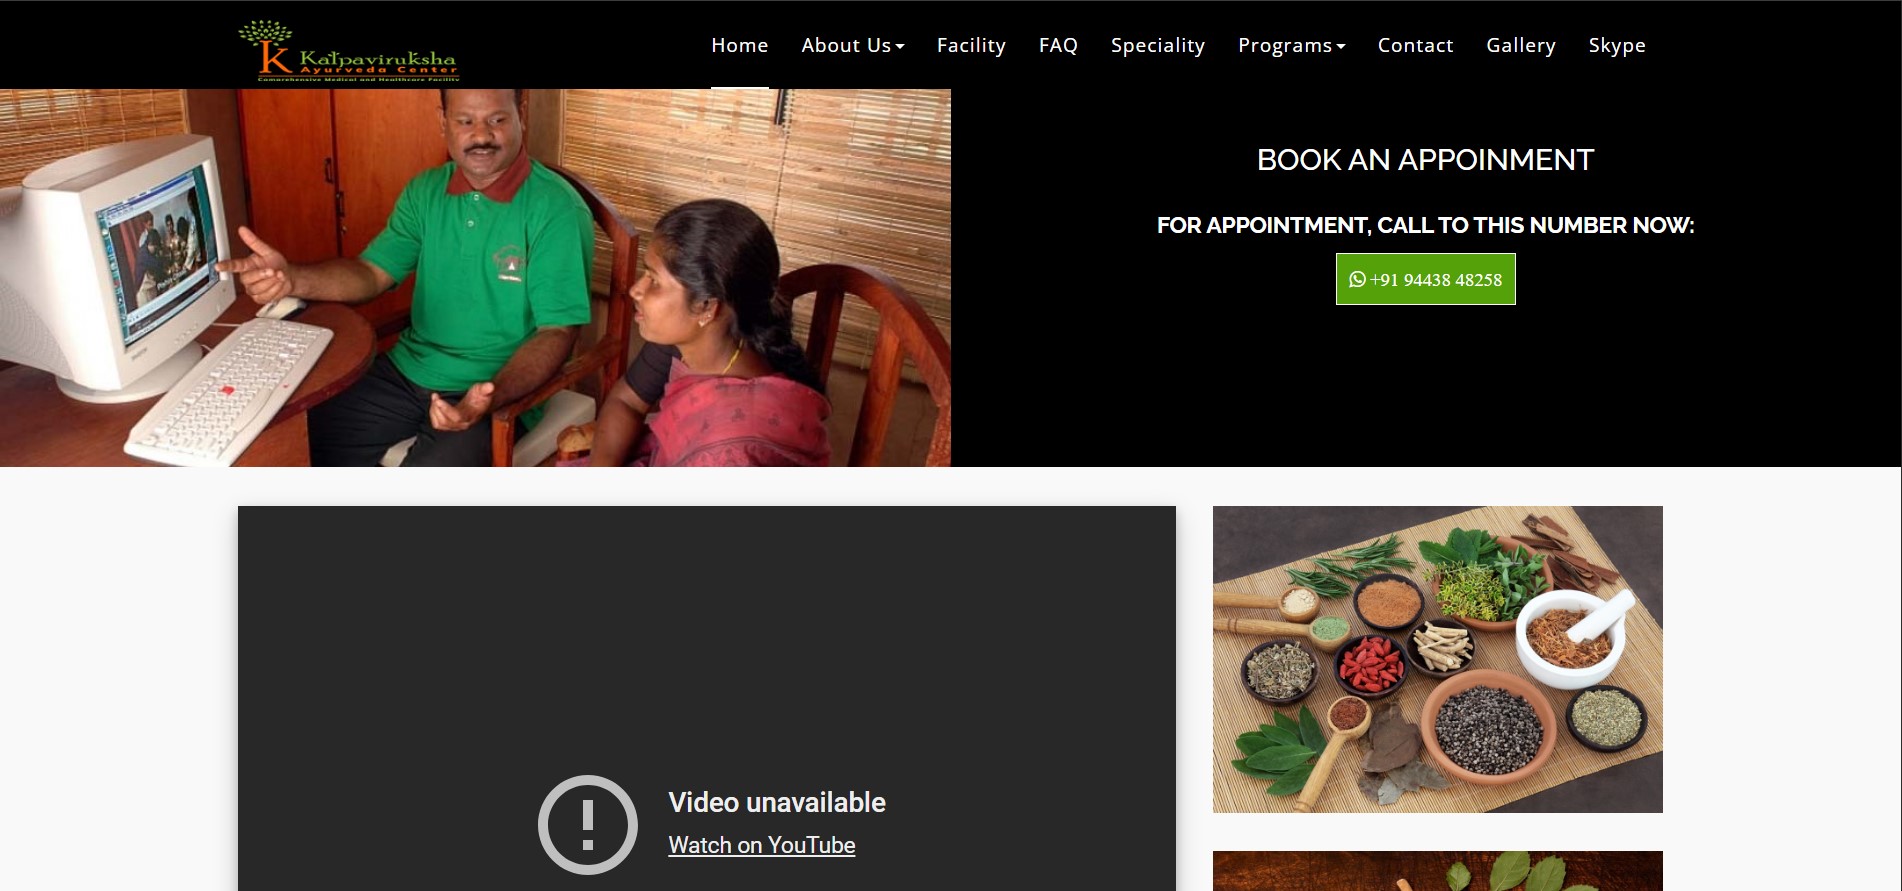 Kalpaviruksha
Ayurveda Center
Comprehensive Medical and Healthcare Facility
Home About Us Facility FAQ Speciality Programs Contact Gallery Skype
BOOK AN APPOINMENT
FOR APPOINTMENT, CALL TO THIS NUMBER NOW:
+91 94438 48258
Video unavailable
Watch on YouTube